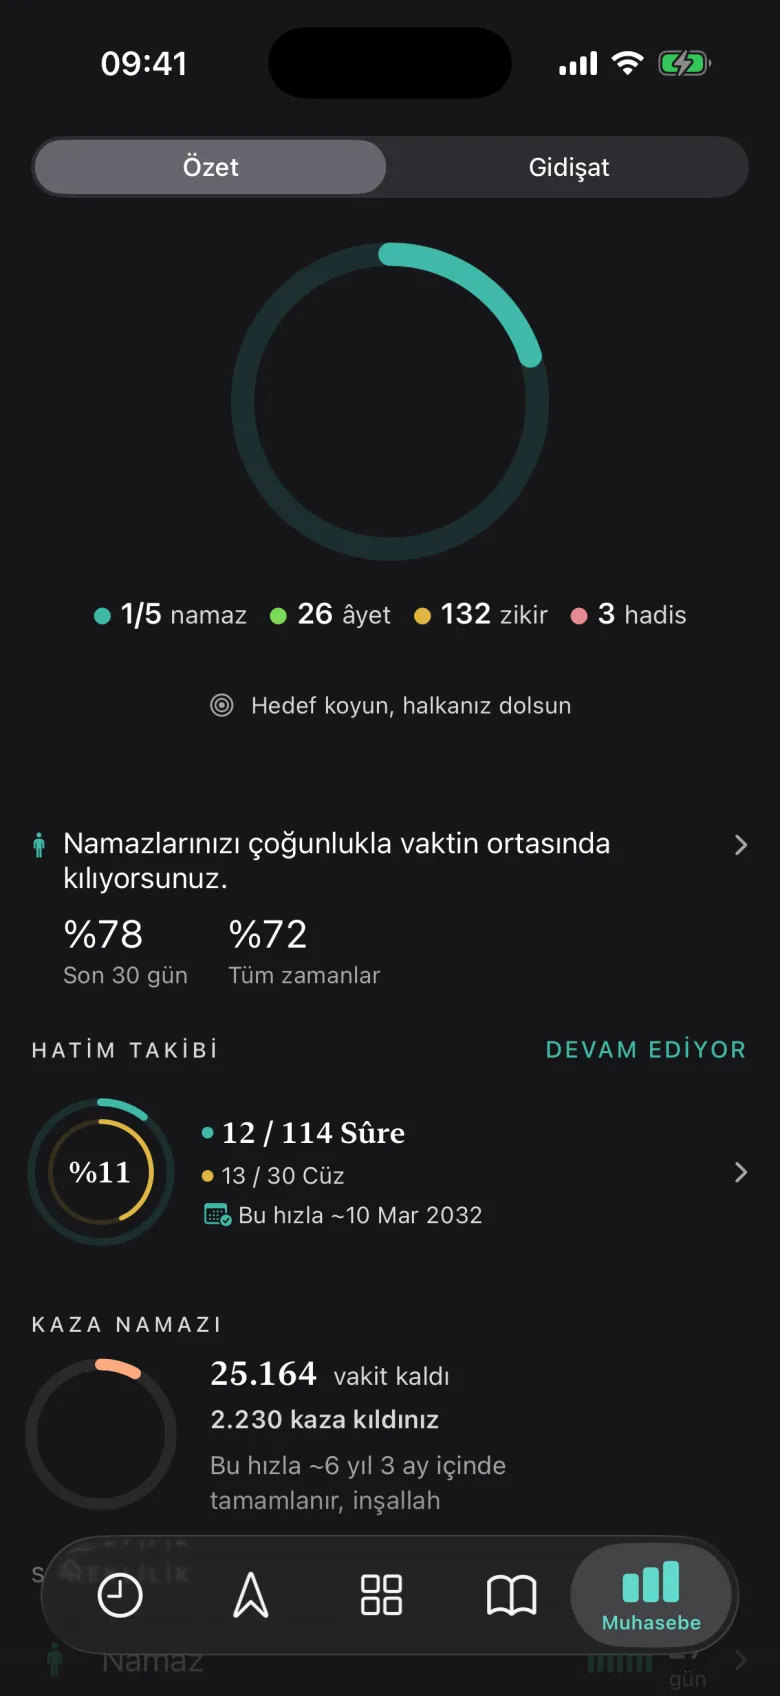 09:41
Özet
Gidişat
1/5 namaz
26 âyet
132 zikir
3 hadis
Hedef koyun, halkanız dolsun
Namazlarınızı çoğunlukla vaktin ortasında
kılıyorsunuz.
%78
%72
Son 30 gün
Tüm zamanlar
HATİM TAKİBİ
DEVAM EDİYOR
%11
12 / 114 Sûre
13 / 30 Cüz
Bu hızla ~10 Mar 2032
KAZA NAMAZI
25.164 vakit kaldı
2.230 kaza kıldınız
Bu hızla ~6 yıl 3 ay içinde
tamamlanır, inşallah
Muhasebe
Namaz
gün